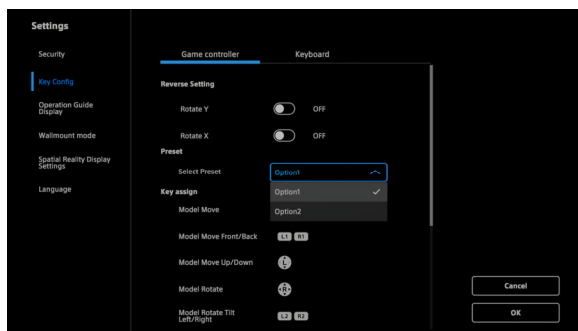 Settings
Security
Key Config
Operation Guide
Display
Wallmount mode
Spatial Reality Display
Settings
Language
Game controller
Keyboard
Reverse Setting
Rotate Y
OFF
Rotate X
OFF
Preset
Select Preset
Option1
Option1
Option2
Key assign
Model Move
Model Move Front/Back
L1 R1
Model Move Up/Down
L
Model Rotate
R
Model Rotate Tilt
Left/Right
L2 R2
Cancel
OK